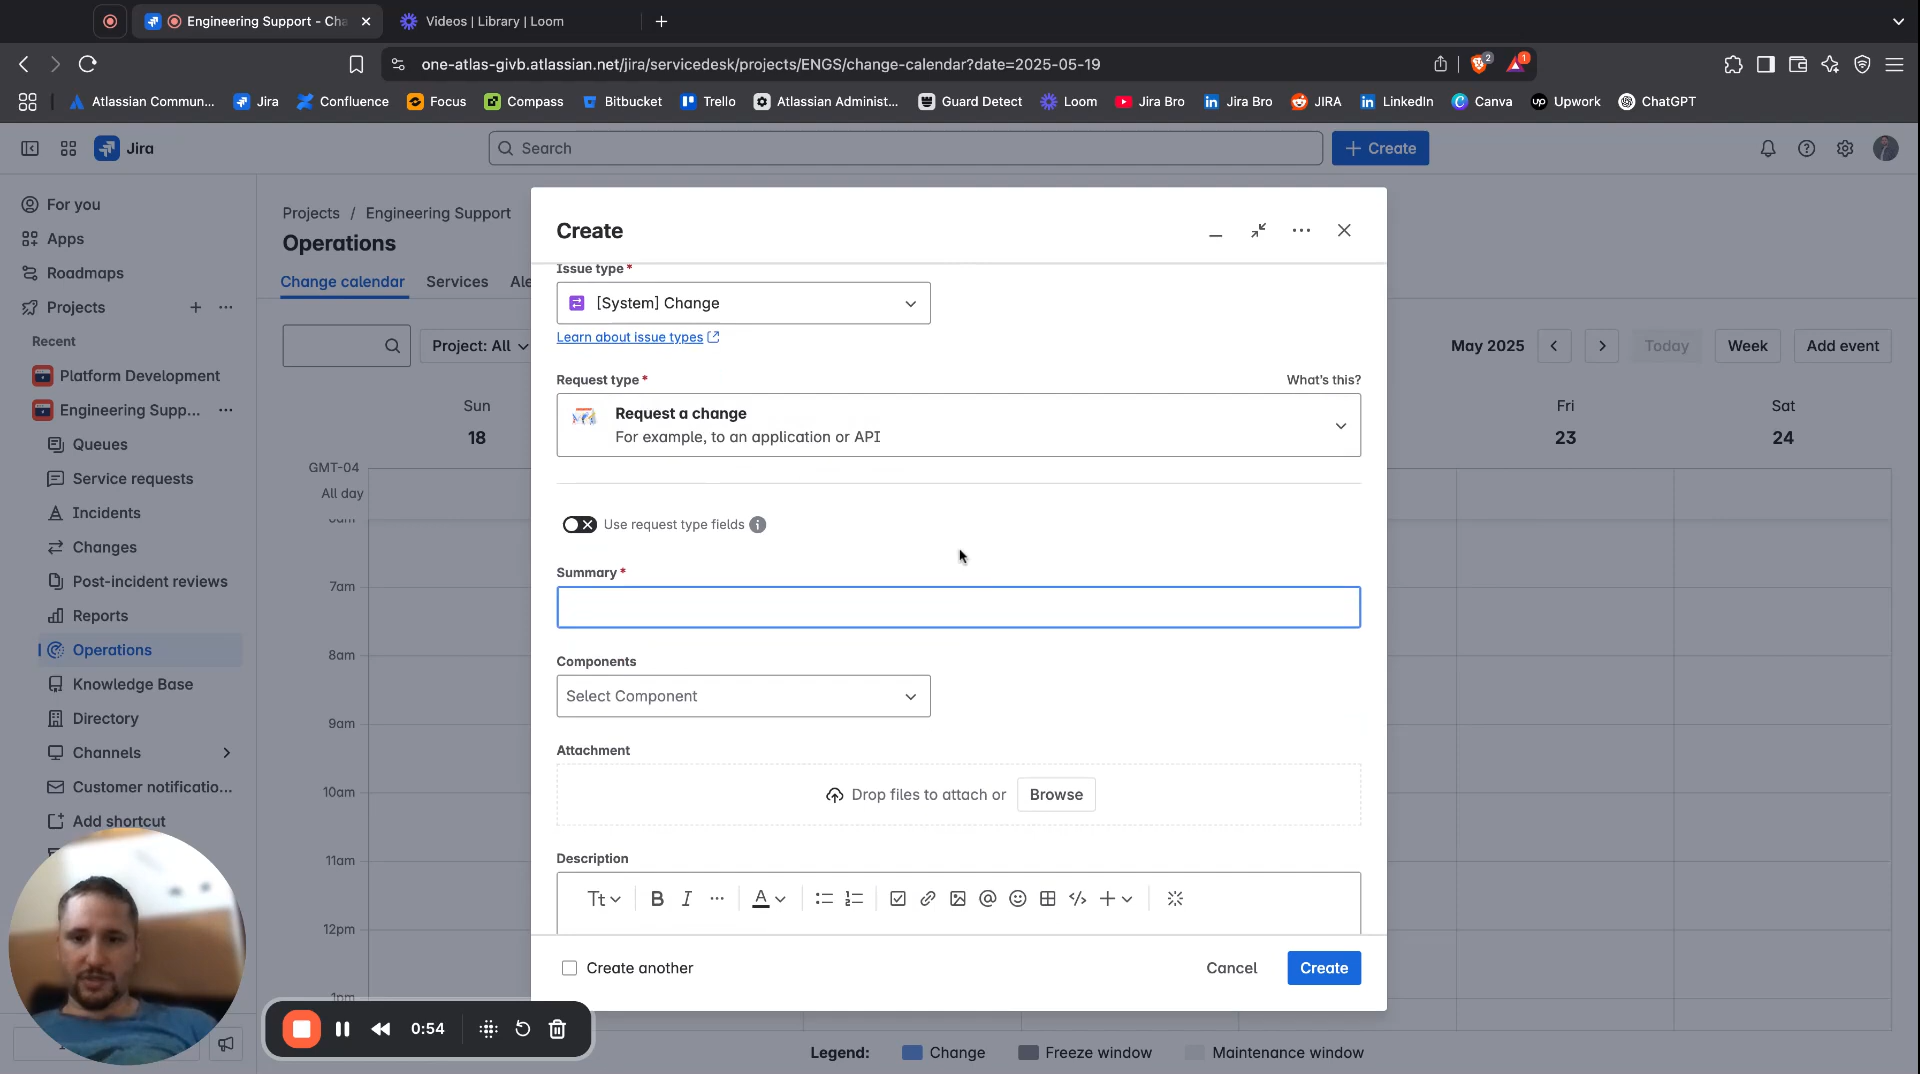 Engineering Support - Cha
Videos | Library | Loom
one-atlas-givb.atlassian.net/jira/servicedesk/projects/ENGS/change-calendar?date=2025-05-19
2
1
Atlassian Commun...
Jira
Confluence
Focus
Compass
Bitbucket
Trello
Atlassian Administ...
Guard Detect
Loom
Jira Bro
Jira Bro
JIRA
LinkedIn
Canva
Upwork
ChatGPT
Jira
Search
Create
For you
Apps
Roadmaps
Projects
Recent
Platform Development
Engineering Supp...
Queues
Service requests
Incidents
Changes
Post-incident reviews
Reports
Operations
Knowledge Base
Directory
Channels
Customer notificatio...
Add shortcut
Projects / Engineering Support
Operations
Change calendar
Services
Ale
Project: All
May 2025
Today
Week
Add event
Sun
18
Fri
23
Sat
24
GMT-04
All day
6am
7am
8am
9am
10am
11am
12pm
1pm
Create
Issue type *
[System] Change
Learn about issue types
Request type *
What's this?
Request a change
For example, to an application or API
Use request type fields
Summary *
Components
Select Component
Attachment
Drop files to attach or
Browse
Description
Tt
B
I
A
Create another
Cancel
Create
0:54
Legend:
Change
Freeze window
Maintenance window